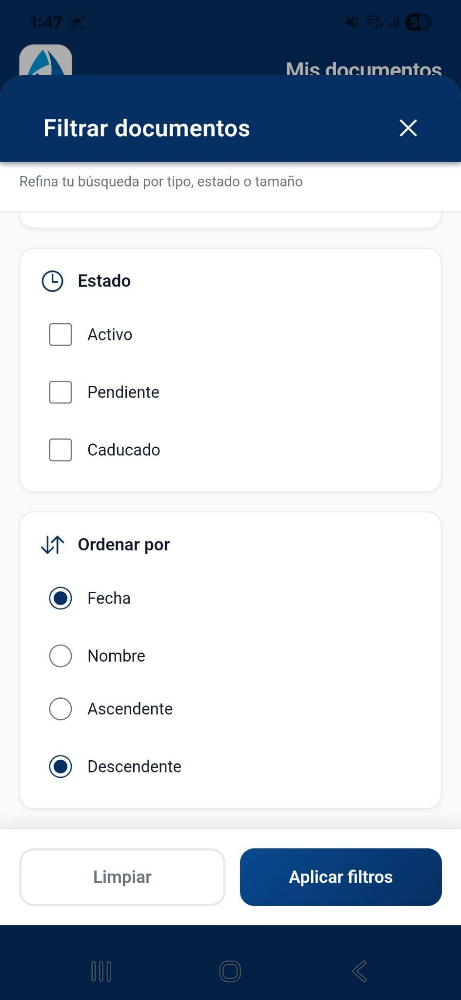 1:47
56
Mis documentos
Filtrar documentos
Refina tu búsqueda por tipo, estado o tamaño
Estado
Activo
Pendiente
Caducado
Ordenar por
Fecha
Nombre
Ascendente
Descendente
Limpiar
Aplicar filtros